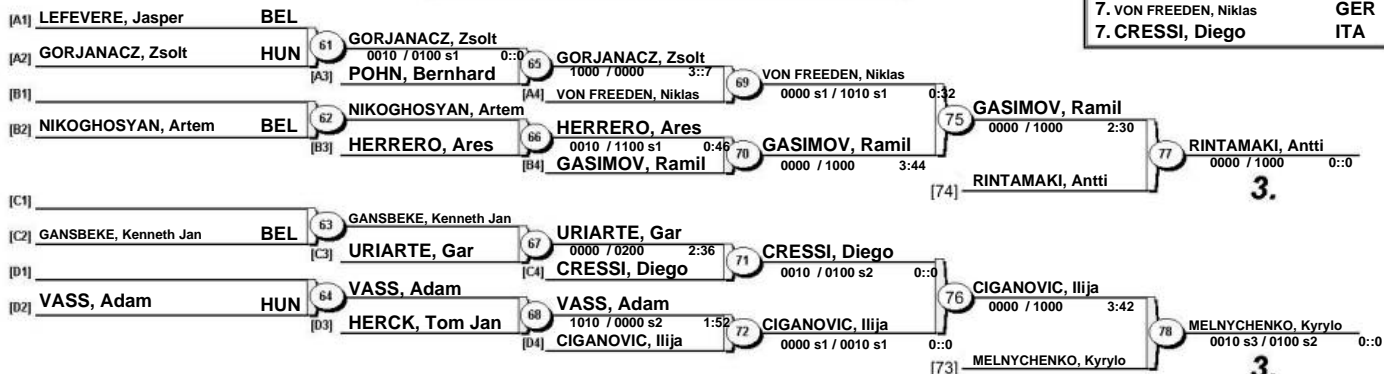 7. VON FREEDEN, Niklas GER
7. CRESSI, Diego ITA
[A1] LEFEVERE, Jasper BEL
[A2] GORJANACZ, Zsolt HUN
61
GORJANACZ, Zsolt
0010 / 0100 s1 0::0
[A3] POHN, Bernhard
65
GORJANACZ, Zsolt
1000 / 0000 3::7
[A4] VON FREEDEN, Niklas
69
VON FREEDEN, Niklas
0000 s1 / 1010 s1 0:32
[B1]
[B2] NIKOGHOSYAN, Artem BEL
62
NIKOGHOSYAN, Artem
[B3] HERRERO, Ares
66
HERRERO, Ares
0010 / 1100 s1 0:46
[B4] GASIMOV, Ramil
70
GASIMOV, Ramil
0000 / 1000 3:44
75
GASIMOV, Ramil
0000 / 1000 2:30
[74] RINTAMAKI, Antti
77
RINTAMAKI, Antti
0000 / 1000 0::0
3.
[C1]
[C2] GANSBEKE, Kenneth Jan BEL
63
GANSBEKE, Kenneth Jan
[C3] URIARTE, Gar
67
URIARTE, Gar
0000 / 0200 2:36
[C4] CRESSI, Diego
71
CRESSI, Diego
0010 / 0100 s2 0::0
[D1]
[D2] VASS, Adam HUN
64
VASS, Adam
[D3] HERCK, Tom Jan
68
VASS, Adam
1010 / 0000 s2 1:52
[D4] CIGANOVIC, Ilija
72
CIGANOVIC, Ilija
0000 s1 / 0010 s1 0::0
76
CIGANOVIC, Ilija
0000 / 1000 3:42
[73] MELNYCHENKO, Kyrylo
78
MELNYCHENKO, Kyrylo
0010 s3 / 0100 s2 0::0
3.